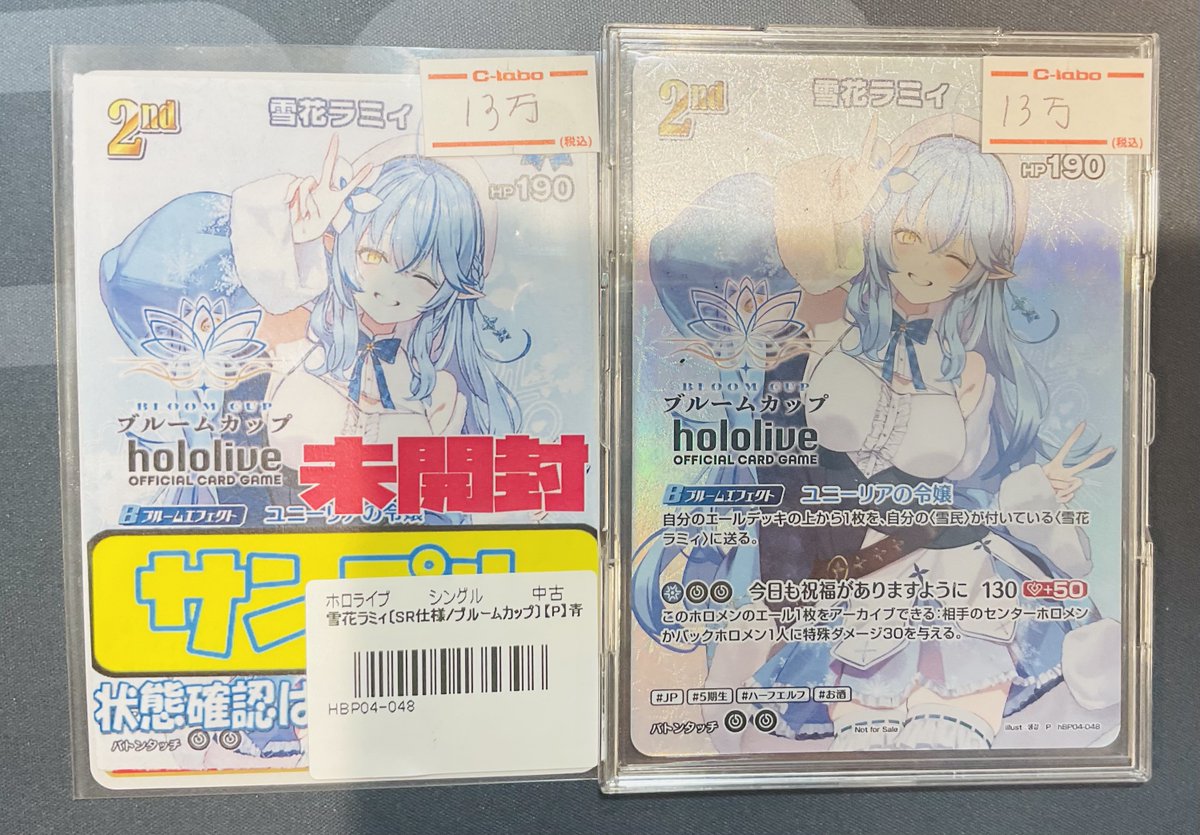 C-labo
13万
(税込)
2nd
雪花ラミィ
HP190
BLOOM CUP
ブルームカップ
hololive
OFFICIAL CARD GAME
未開封
ブルームエフェクト ユニーリアの令嬢
サンプル
ホロライブ シングル 中古
雪花ラミィ[SR仕様/ブルームカップ]【P】青
HBP04-048
状態確認は
バトンタッチ
C-labo
13万
(税込)
2nd
雪花ラミィ
HP190
BLOOM CUP
ブルームカップ
hololive
OFFICIAL CARD GAME
ブルームエフェクト ユニーリアの令嬢
自分のエールデッキの上から1枚を、自分の〈雪民〉が付いている〈雪花
ラミィ〉に送る。
今日も祝福がありますように 130 +50
このホロメンのエール1枚をアーカイブできる:相手のセンターホロメン
かバックホロメン1人に特殊ダメージ30を与える。
#JP #5期生 #ハーフエルフ #お酒
バトンタッチ
Not for Sale
illust 생김 P hBP04-048